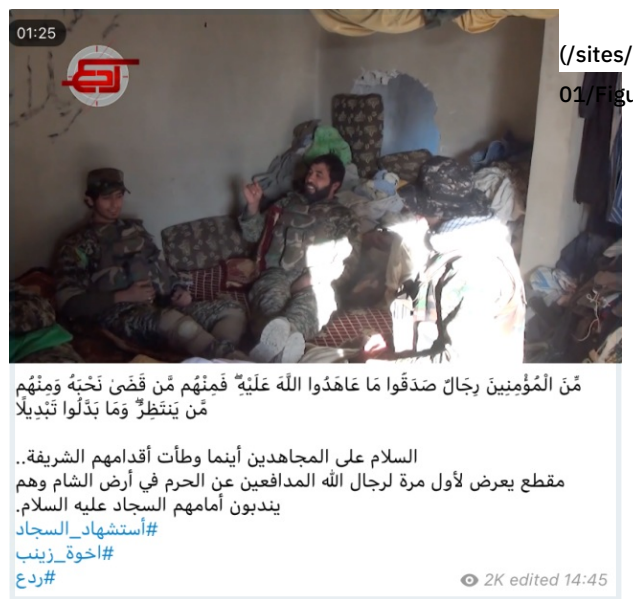 01:25
ردع
(/sites/
01/Figu
مِّنَ الْمُؤْمِنِينَ رِجَالٌ صَدَقُوا مَا عَاهَدُوا اللَّهَ عَلَيْهِ ۖ فَمِنْهُم مَّن قَضَىٰ نَحْبَهُ وَمِنْهُم
مَّن يَنتَظِرُ ۖ وَمَا بَدَّلُوا تَبْدِيلًا
السلام على المجاهدين أينما وطأت أقدامهم الشريفة..
مقطع يعرض لأول مرة لرجال الله المدافعين عن الحرم في أرض الشام وهم
يندبون أمامهم السجاد عليه السلام.
#أستشهاد_السجاد
#اخوة_زينب
#ردع
2K edited 14:45